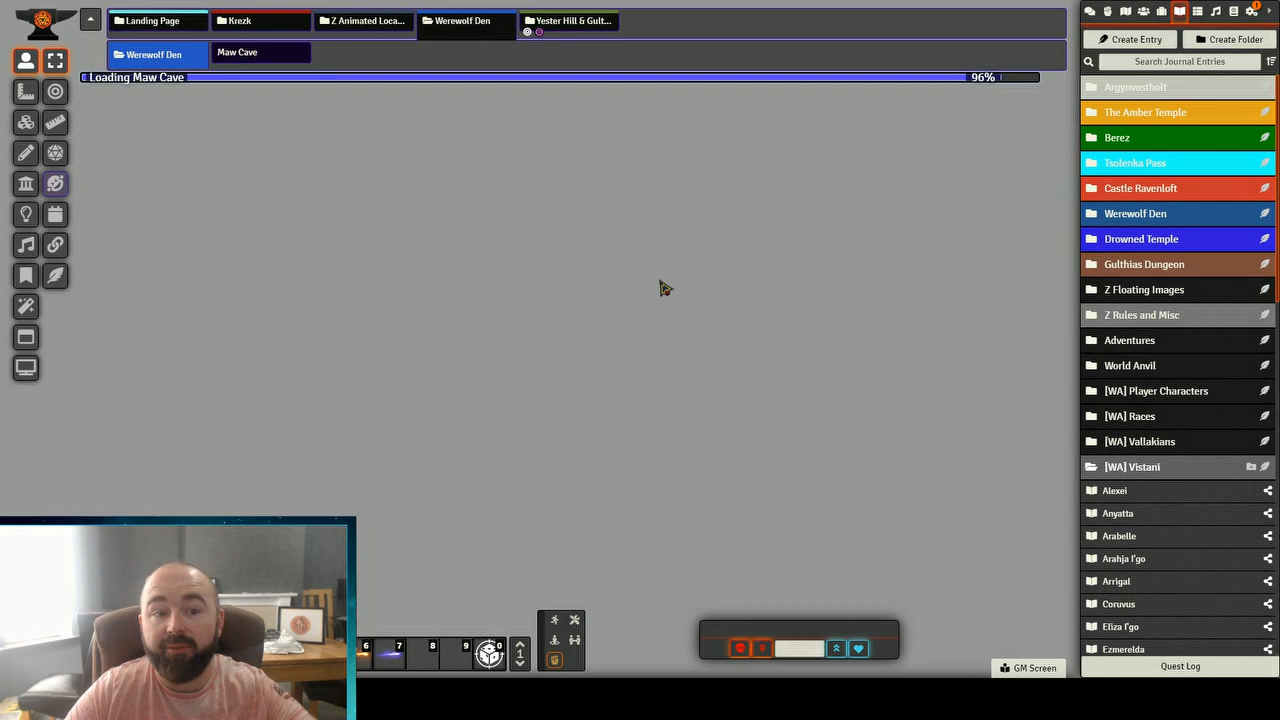 Landing Page
Krezk
Z Animated Loca...
Werewolf Den
Yester Hill & Gult...
G
Werewolf Den
Maw Cave
Loading Maw Cave
96%
Create Entry
Create Folder
Search Journal Entries
Argynvostholt
The Amber Temple
Berez
Tsolenka Pass
Castle Ravenloft
Werewolf Den
Drowned Temple
Gulthias Dungeon
Z Floating Images
Z Rules and Misc
Adventures
World Anvil
[WA] Player Characters
[WA] Races
[WA] Vallakians
[WA] Vistani
Alexei
Anyatta
Arabelle
Arahja I'go
Arrigal
Coruvus
Eliza I'go
Ezmerelda
Quest Log
6
7
8
9
0
1
GM Screen